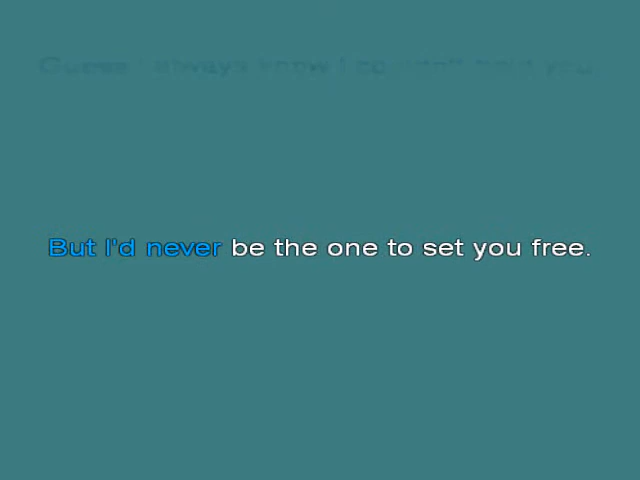 Guess I always knew I couldn't hold you
But I'd never be the one to set you free.